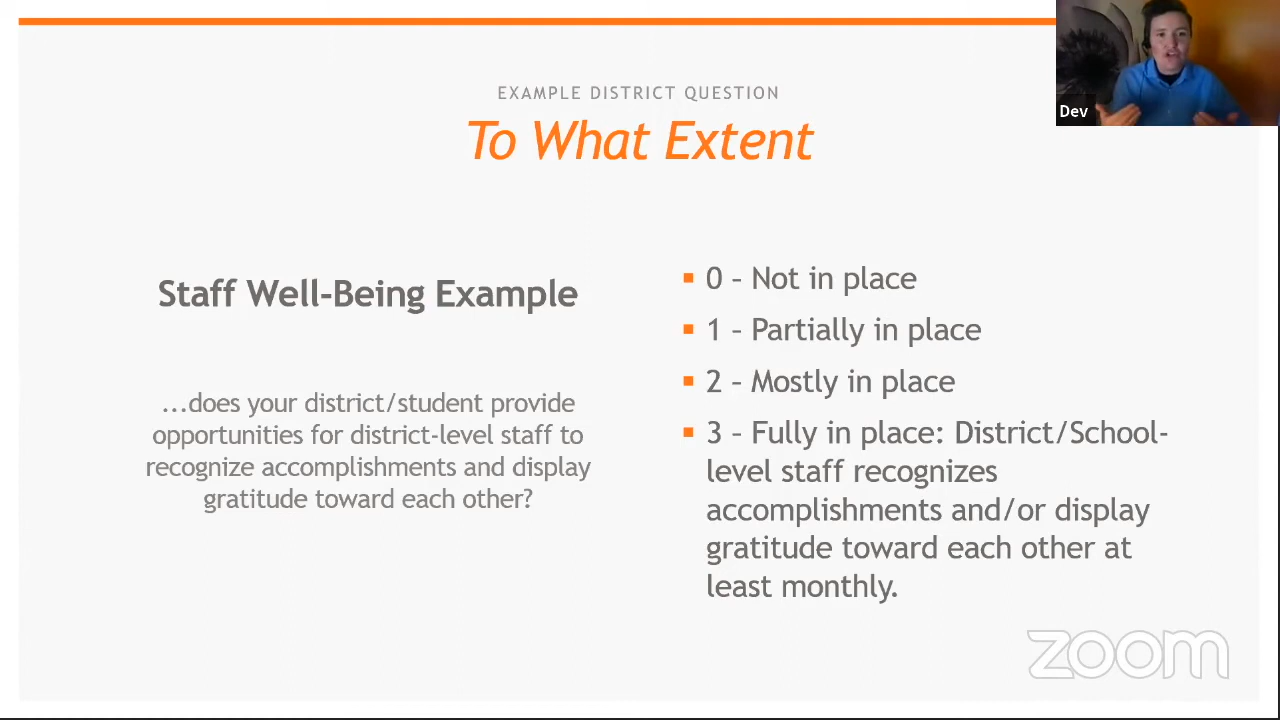 EXAMPLE DISTRICT QUESTION
To What Extent
Dev
Staff Well-Being Example
...does your district/student provide
opportunities for district-level staff to
recognize accomplishments and display
gratitude toward each other?
0 – Not in place
1 – Partially in place
2 – Mostly in place
3 – Fully in place: District/School-
level staff recognizes
accomplishments and/or display
gratitude toward each other at
least monthly.
zoom